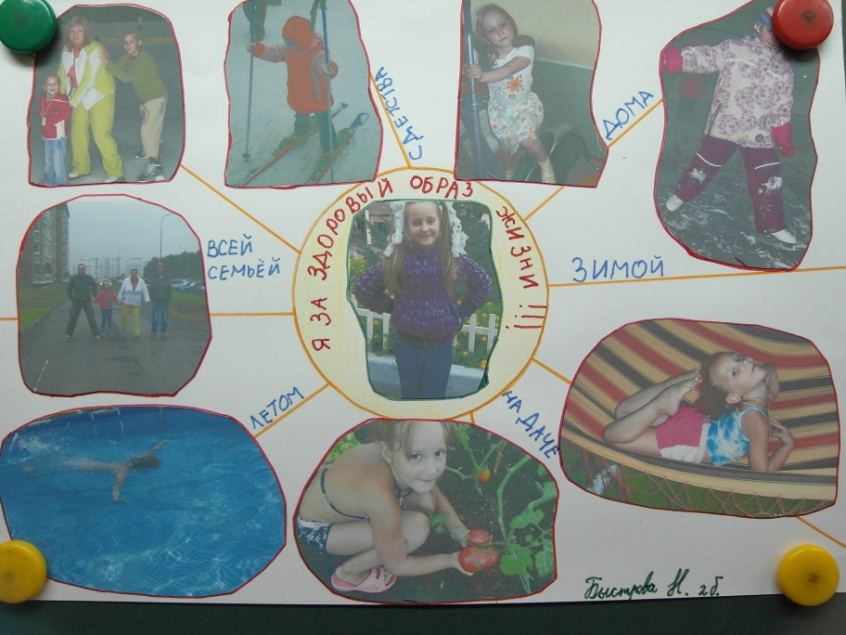 Я ЗА ЗДОРОВЫЙ ОБРАЗ ЖИЗНИ !!!
С ДЕТСТВА
ДОМА
ВСЕЙ
СЕМЬЁЙ
ЗИМОЙ
ЛЕТОМ
НА ДАЧЕ
Быстрова Н. 2б.